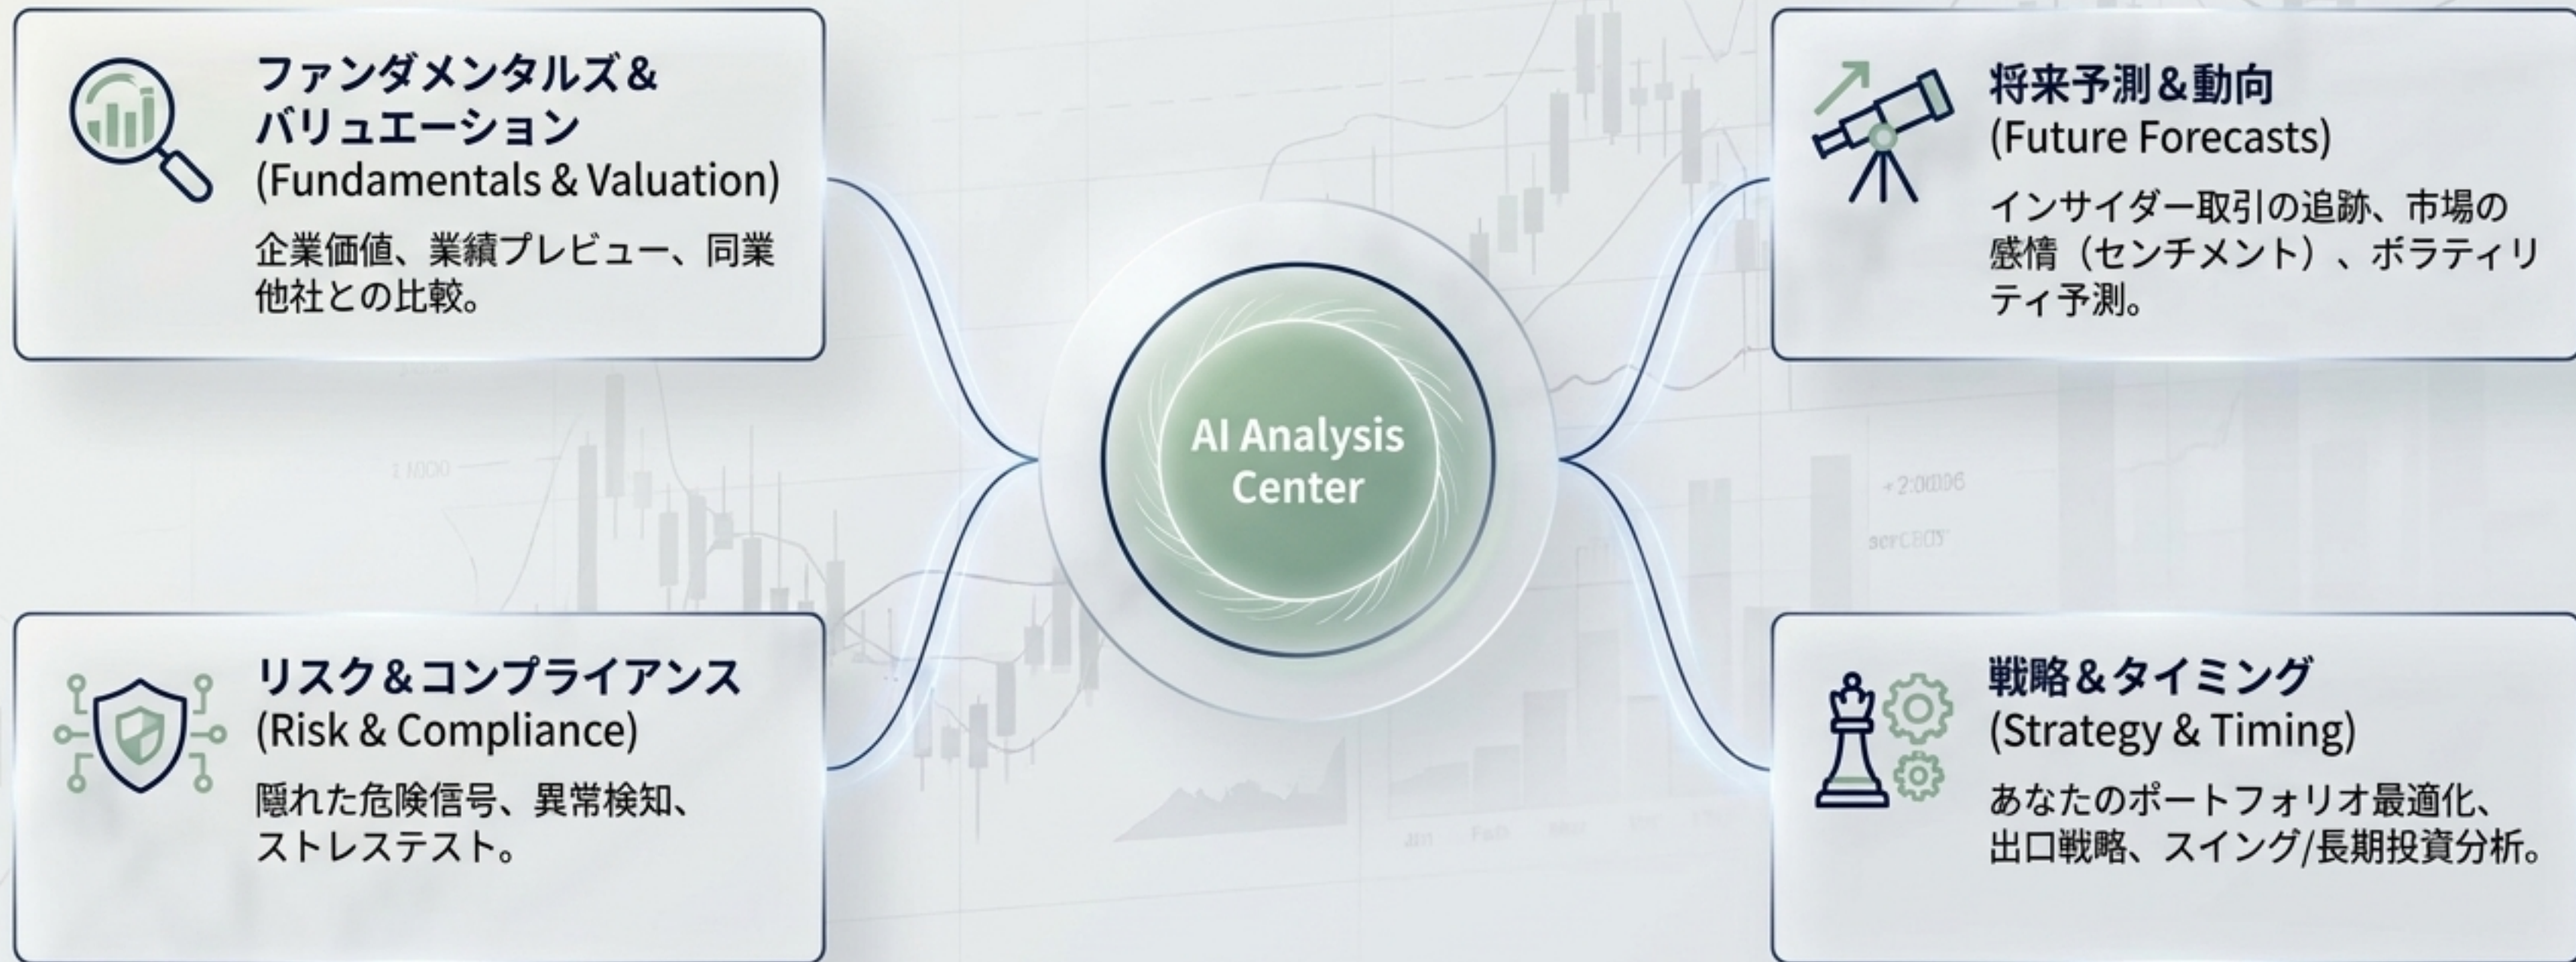 ファンダメンタルズ&
バリュエーション
(Fundamentals & Valuation)
企業価値、業績プレビュー、同業
他社との比較。
将来予測&動向
(Future Forecasts)
インサイダー取引の追跡、市場の
感情（センチメント）、ボラティリ
ティ予測。
AI Analysis
Center
リスク&コンプライアンス
(Risk & Compliance)
隠れた危険信号、異常検知、
ストレステスト。
戦略&タイミング
(Strategy & Timing)
あなたのポートフォリオ最適化、
出口戦略、スイング/長期投資分析。